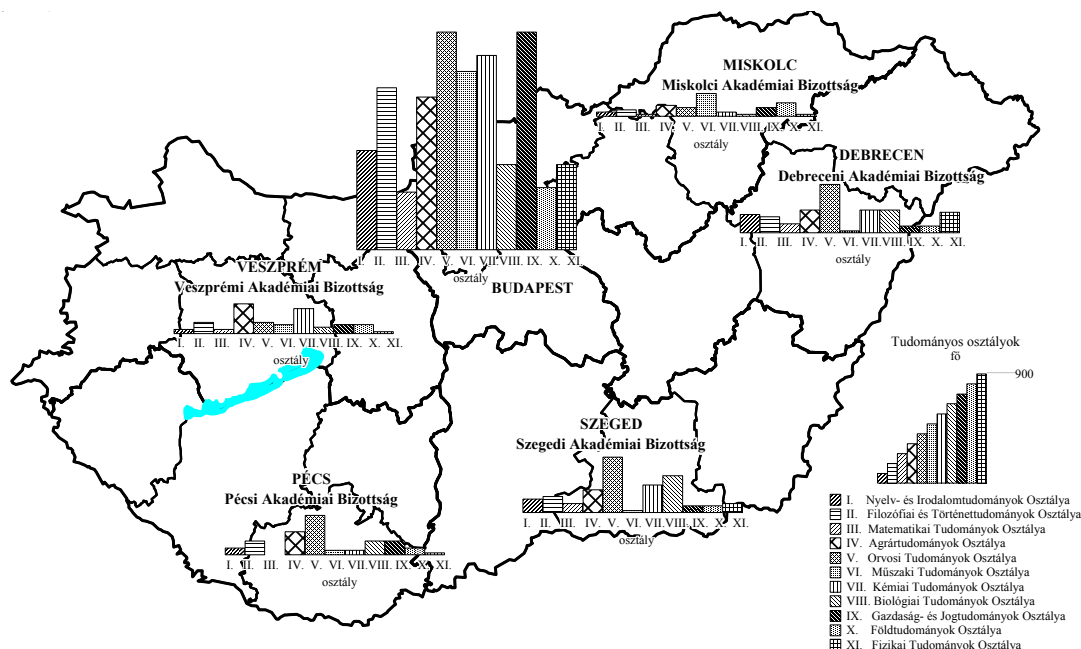 MISKOLC
Miskolci Akadémiai Bizottság
I. II. III. IV. V. VI. VII. VIII. IX. X. XI.
osztály
DEBRECEN
Debreceni Akadémiai Bizottság
I. II. III. IV. V. VI. VII. VIII. IX. X. XI.
osztály
I. II. III. IV. V. VI. VII. VIII. IX. X. XI.
osztály
BUDAPEST
VESZPRÉM
Veszprémi Akadémiai Bizottság
I. II. III. IV. V. VI. VII. VIII. IX. X. XI.
osztály
SZEGED
Szegedi Akadémiai Bizottság
I. II. III. IV. V. VI. VII. VIII. IX. X. XI.
osztály
PÉCS
Pécsi Akadémiai Bizottság
I. II. III. IV. V. VI. VII. VIII. IX. X. XI.
osztály
Tudományos osztályok
fő
900
I. Nyelv- és Irodalomtudományok Osztálya
II. Filozófiai és Történettudományok Osztálya
III. Matematikai Tudományok Osztálya
IV. Agrártudományok Osztálya
V. Orvosi Tudományok Osztálya
VI. Műszaki Tudományok Osztálya
VII. Kémiai Tudományok Osztálya
VIII. Biológiai Tudományok Osztálya
IX. Gazdaság- és Jogtudományok Osztálya
X. Földtudományok Osztálya
XI. Fizikai Tudományok Osztálya